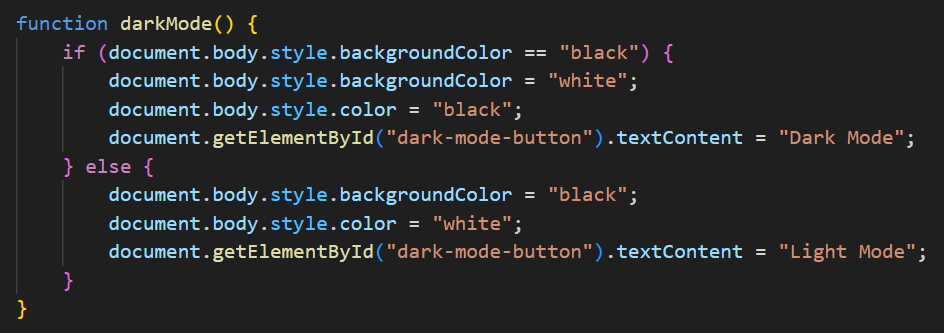 function darkMode() {
    if (document.body.style.backgroundColor == "black") {
        document.body.style.backgroundColor = "white";
        document.body.style.color = "black";
        document.getElementById("dark-mode-button").textContent = "Dark Mode";
    } else {
        document.body.style.backgroundColor = "black";
        document.body.style.color = "white";
        document.getElementById("dark-mode-button").textContent = "Light Mode";
    }
}